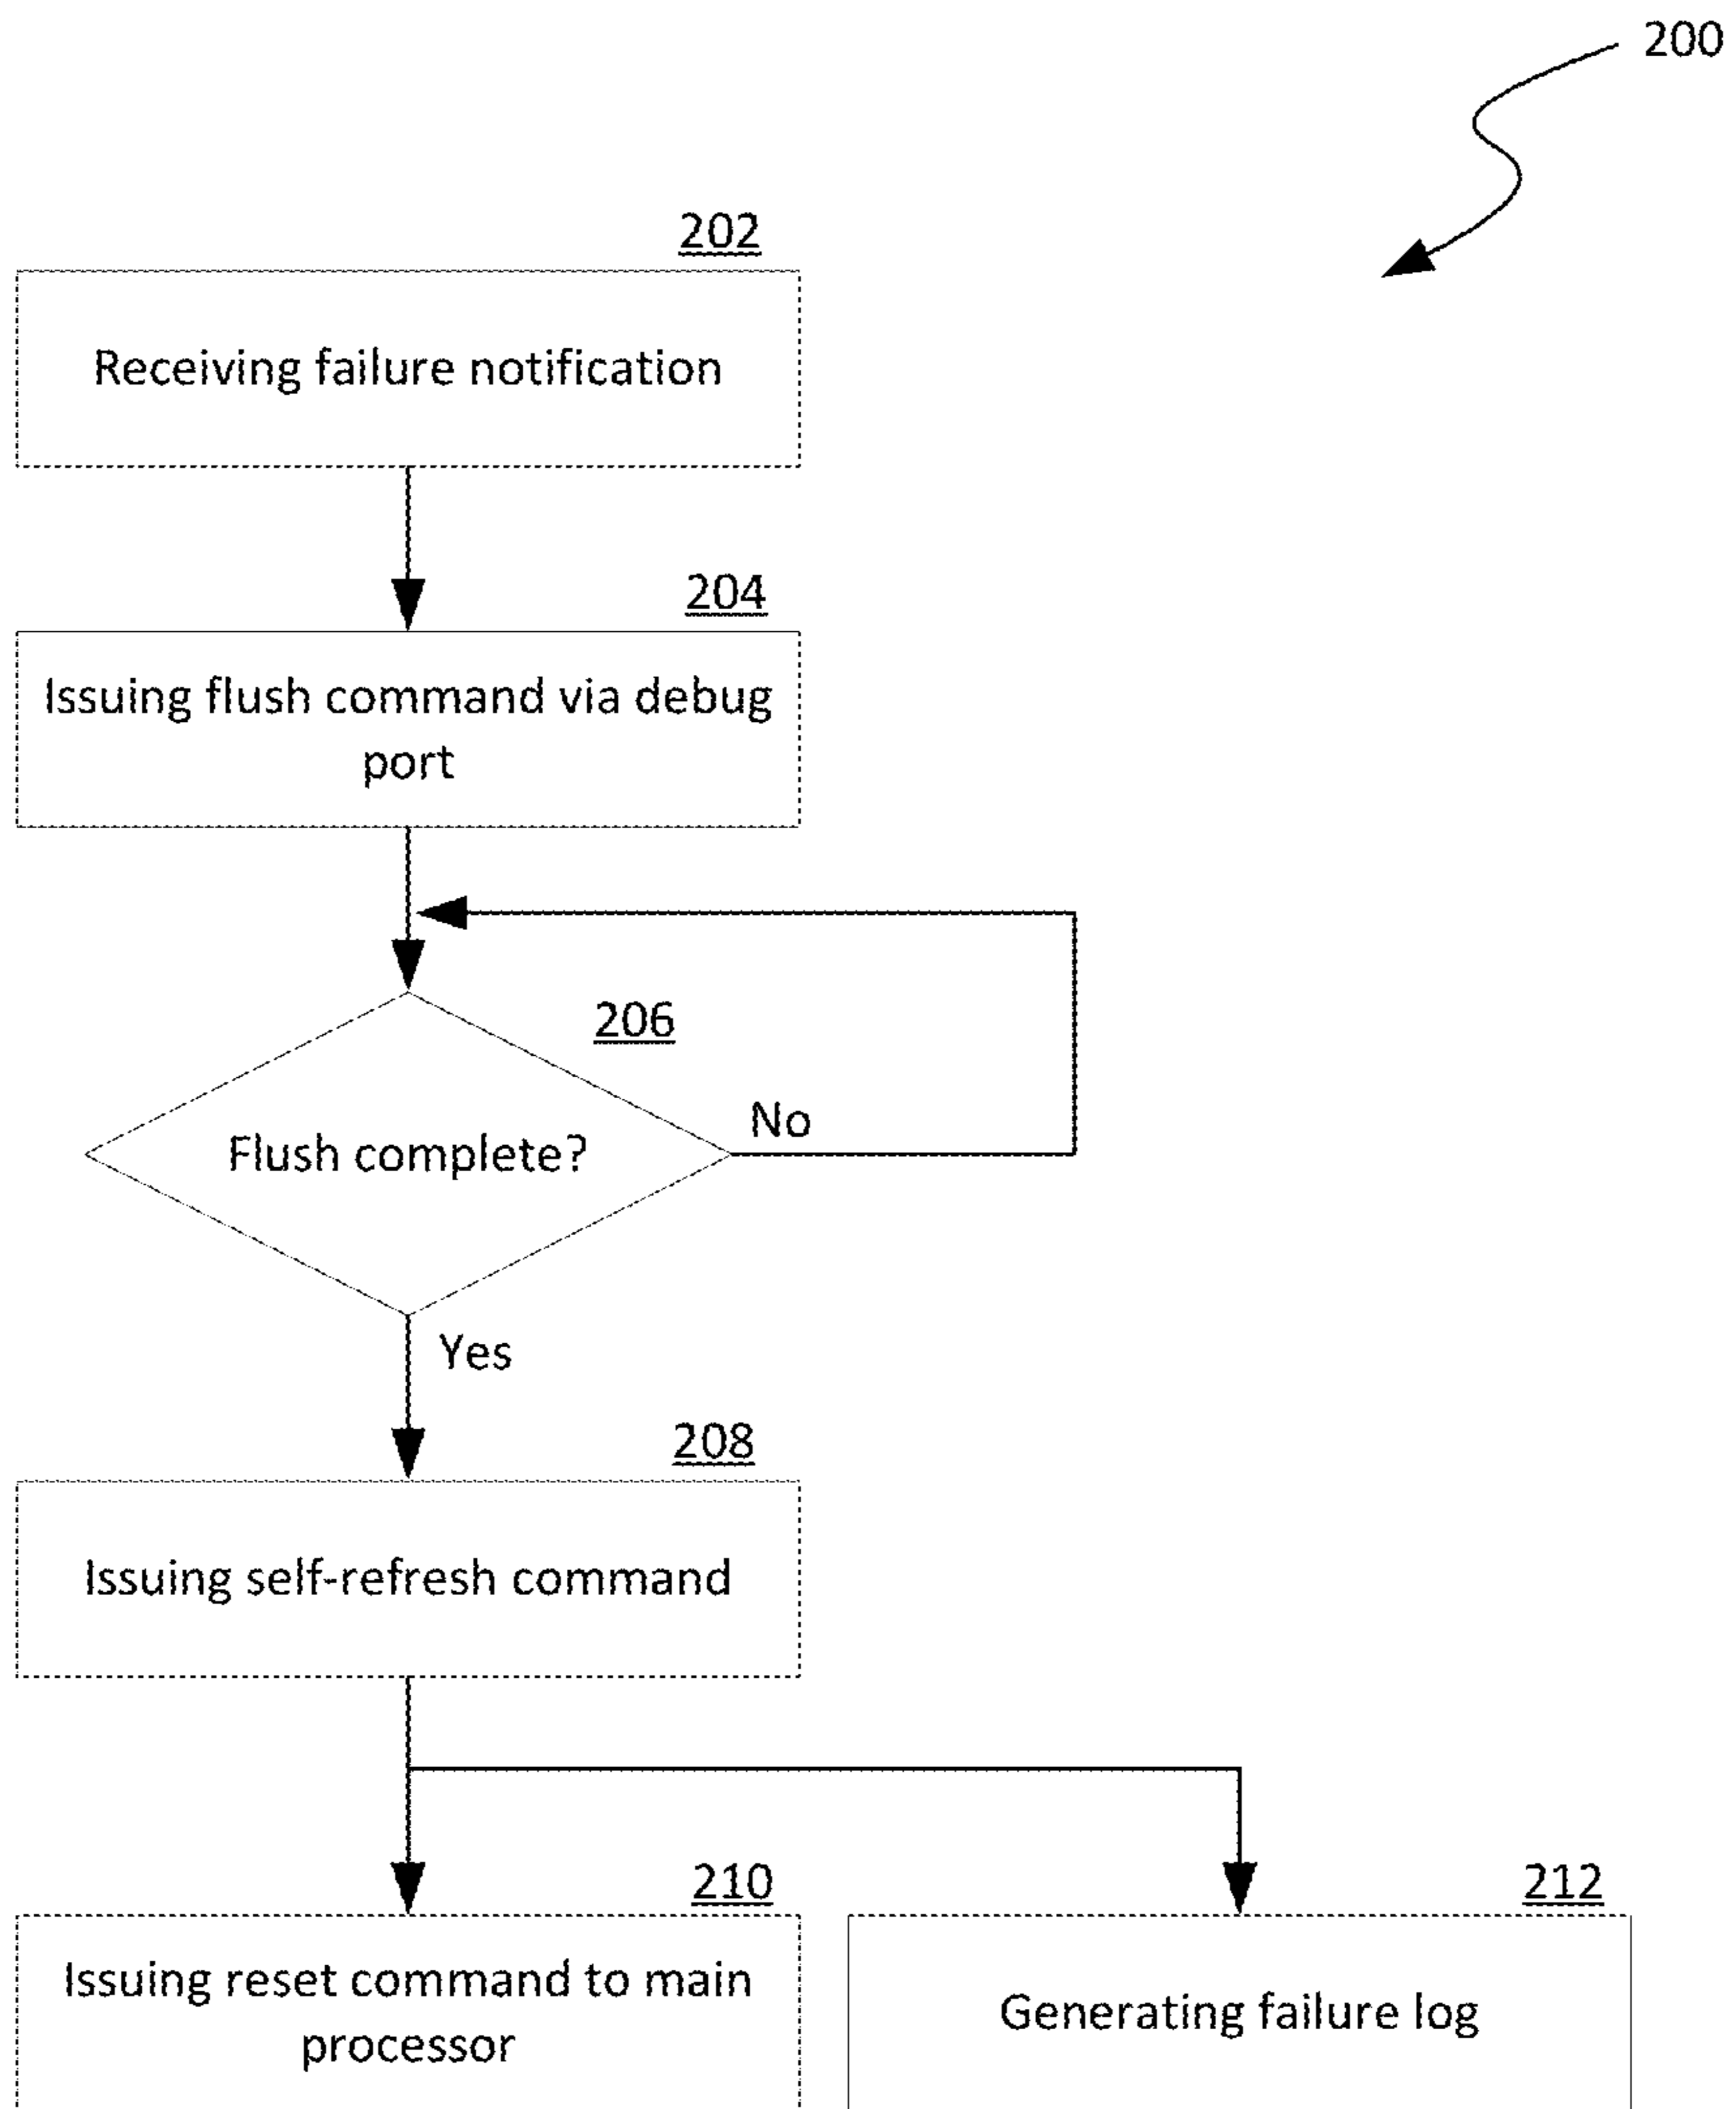 200
202
Receiving failure notification
204
Issuing flush command via debug
port
206
No
Flush complete?
Yes
208
Issuing self-refresh command
210
212
Issuing reset command to main
processor
Generating failure log